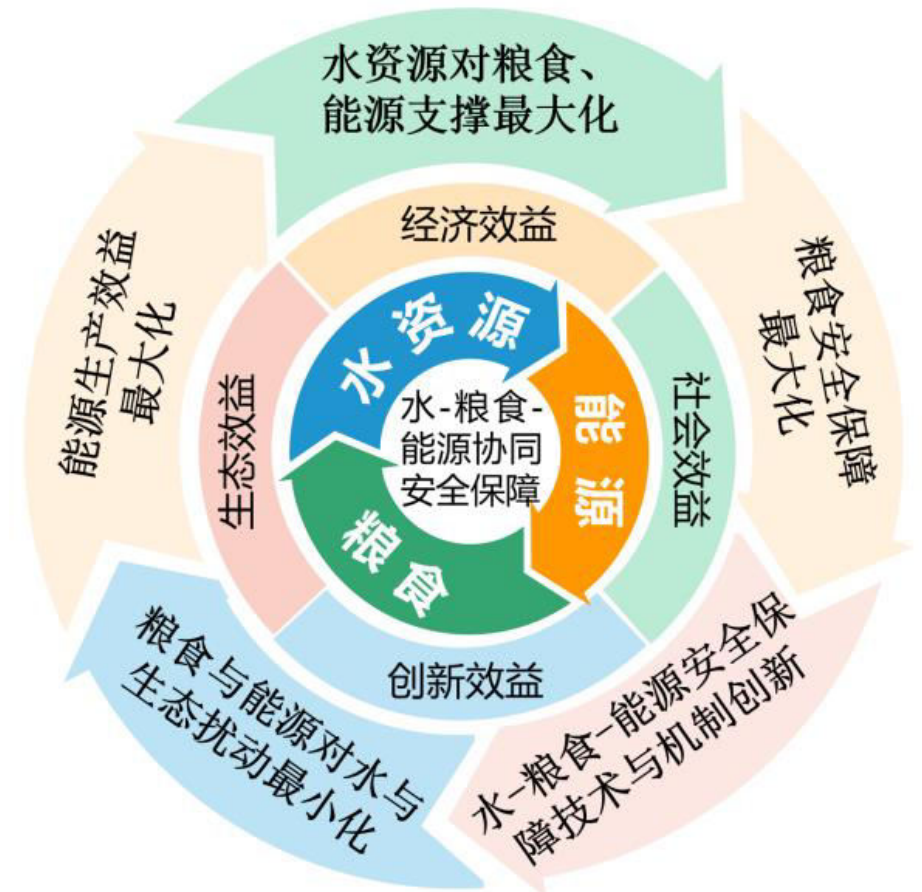 水资源对粮食、
能源支撑最大化
粮食安全保障
最大化
水-粮食-能源安全保
障技术与机制创新
粮食与能源对水与
生态扰动最小化
能源生产效益
最大化
经济效益
社会效益
创新效益
生态效益
水资源
能源
粮食
水-粮食-
能源协同
安全保障